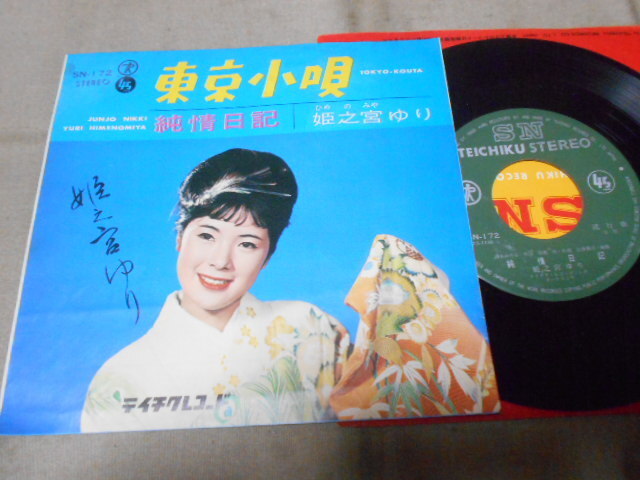 SN-172
STEREO
45
東京小唄
TOKYO-KOUTA
JUNJO NIKKI
YURI HIMENOMIYA
純情日記
ひめのみや
姫之宮ゆり
姫之宮ゆり
テイチクレコード
SN
TEICHIKU STEREO
CHIKU RECO
45
SN
SN-172
純情日記
姫之宮ゆり